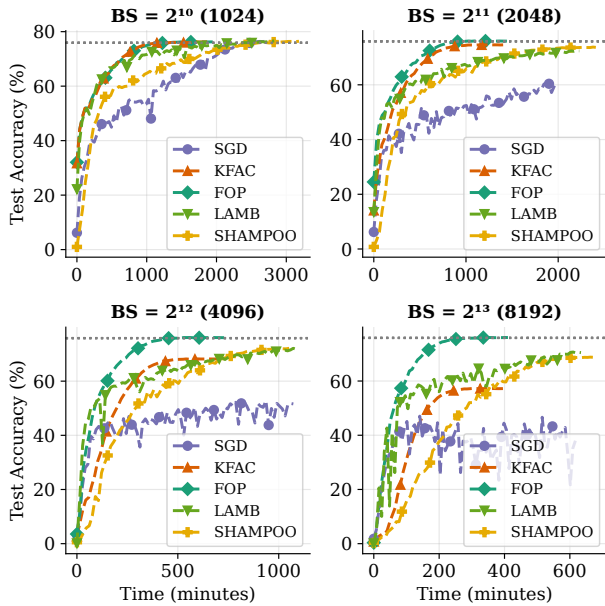 BS = 2¹⁰ (1024)
BS = 2¹¹ (2048)
Test Accuracy (%)
80
60
40
20
0
SGD
KFAC
FOP
LAMB
SHAMPOO
0
1000
2000
3000
60
40
20
0
SGD
KFAC
FOP
LAMB
SHAMPOO
0
1000
2000
BS = 2¹² (4096)
BS = 2¹³ (8192)
Test Accuracy (%)
60
40
20
0
SGD
KFAC
FOP
LAMB
SHAMPOO
0
500
1000
Time (minutes)
60
40
20
0
SGD
KFAC
FOP
LAMB
SHAMPOO
0
200
400
600
Time (minutes)